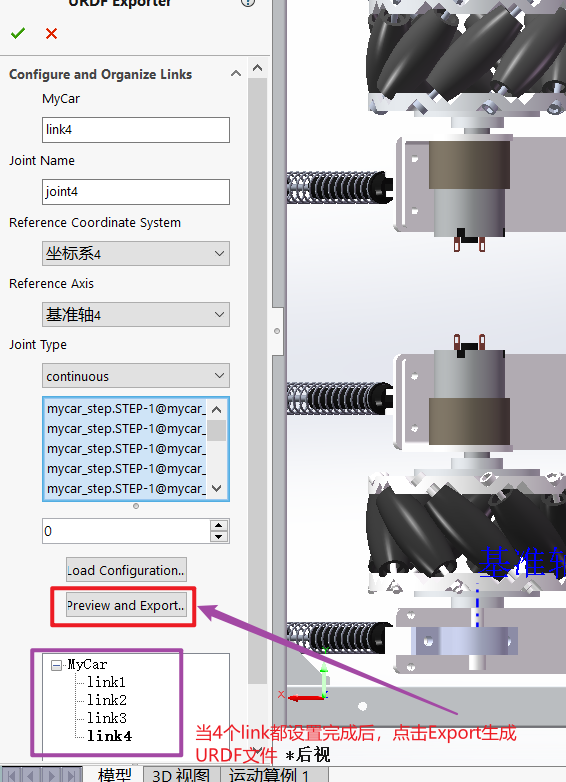 URDF Exporter
Configure and Organize Links
MyCar
link4
Joint Name
joint4
Reference Coordinate System
坐标系4
Reference Axis
基准轴4
Joint Type
continuous
mycar_step.STEP-1@mycar_
mycar_step.STEP-1@mycar_
mycar_step.STEP-1@mycar_
mycar_step.STEP-1@mycar_
mycar_step.STEP-1@mycar_
0
Load Configuration..
Preview and Export..
MyCar
link1
link2
link3
link4
基准轴
x
当4个link都设置完成后，点击Export生成
URDF文件
*后视
模型
3D 视图
运动算例 1